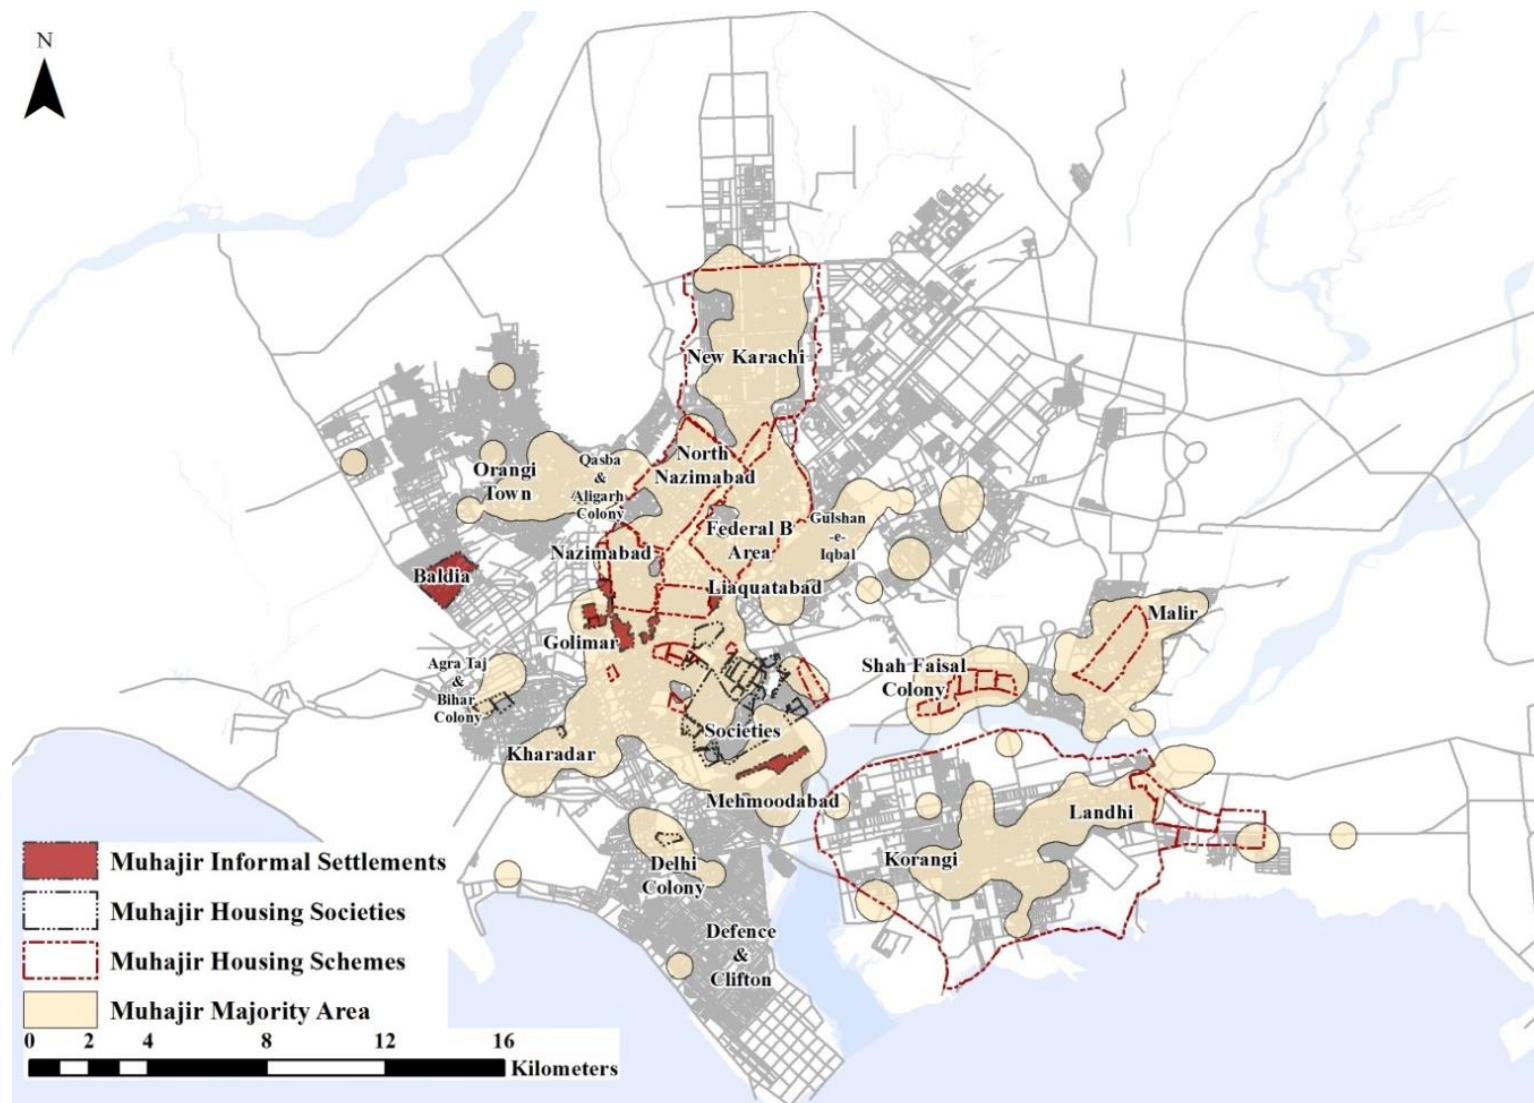 N
New Karachi
North
Nazimabad
Orangi
Town
Qasba
&
Aligarh
Colony
Gulshan
-e-
Iqbal
Federal B
Area
Nazimabad
Baldia
Liaquatabad
Malir
Golimar
Agra Taj
&
Bihar
Colony
Shah Faisal
Colony
Societies
Kharadar
Mehmoodabad
Landhi
Korangi
Delhi
Colony
Defence
&
Clifton
Muhajir Informal Settlements
Muhajir Housing Societies
Muhajir Housing Schemes
Muhajir Majority Area
0 2 4 8 12 16
Kilometers